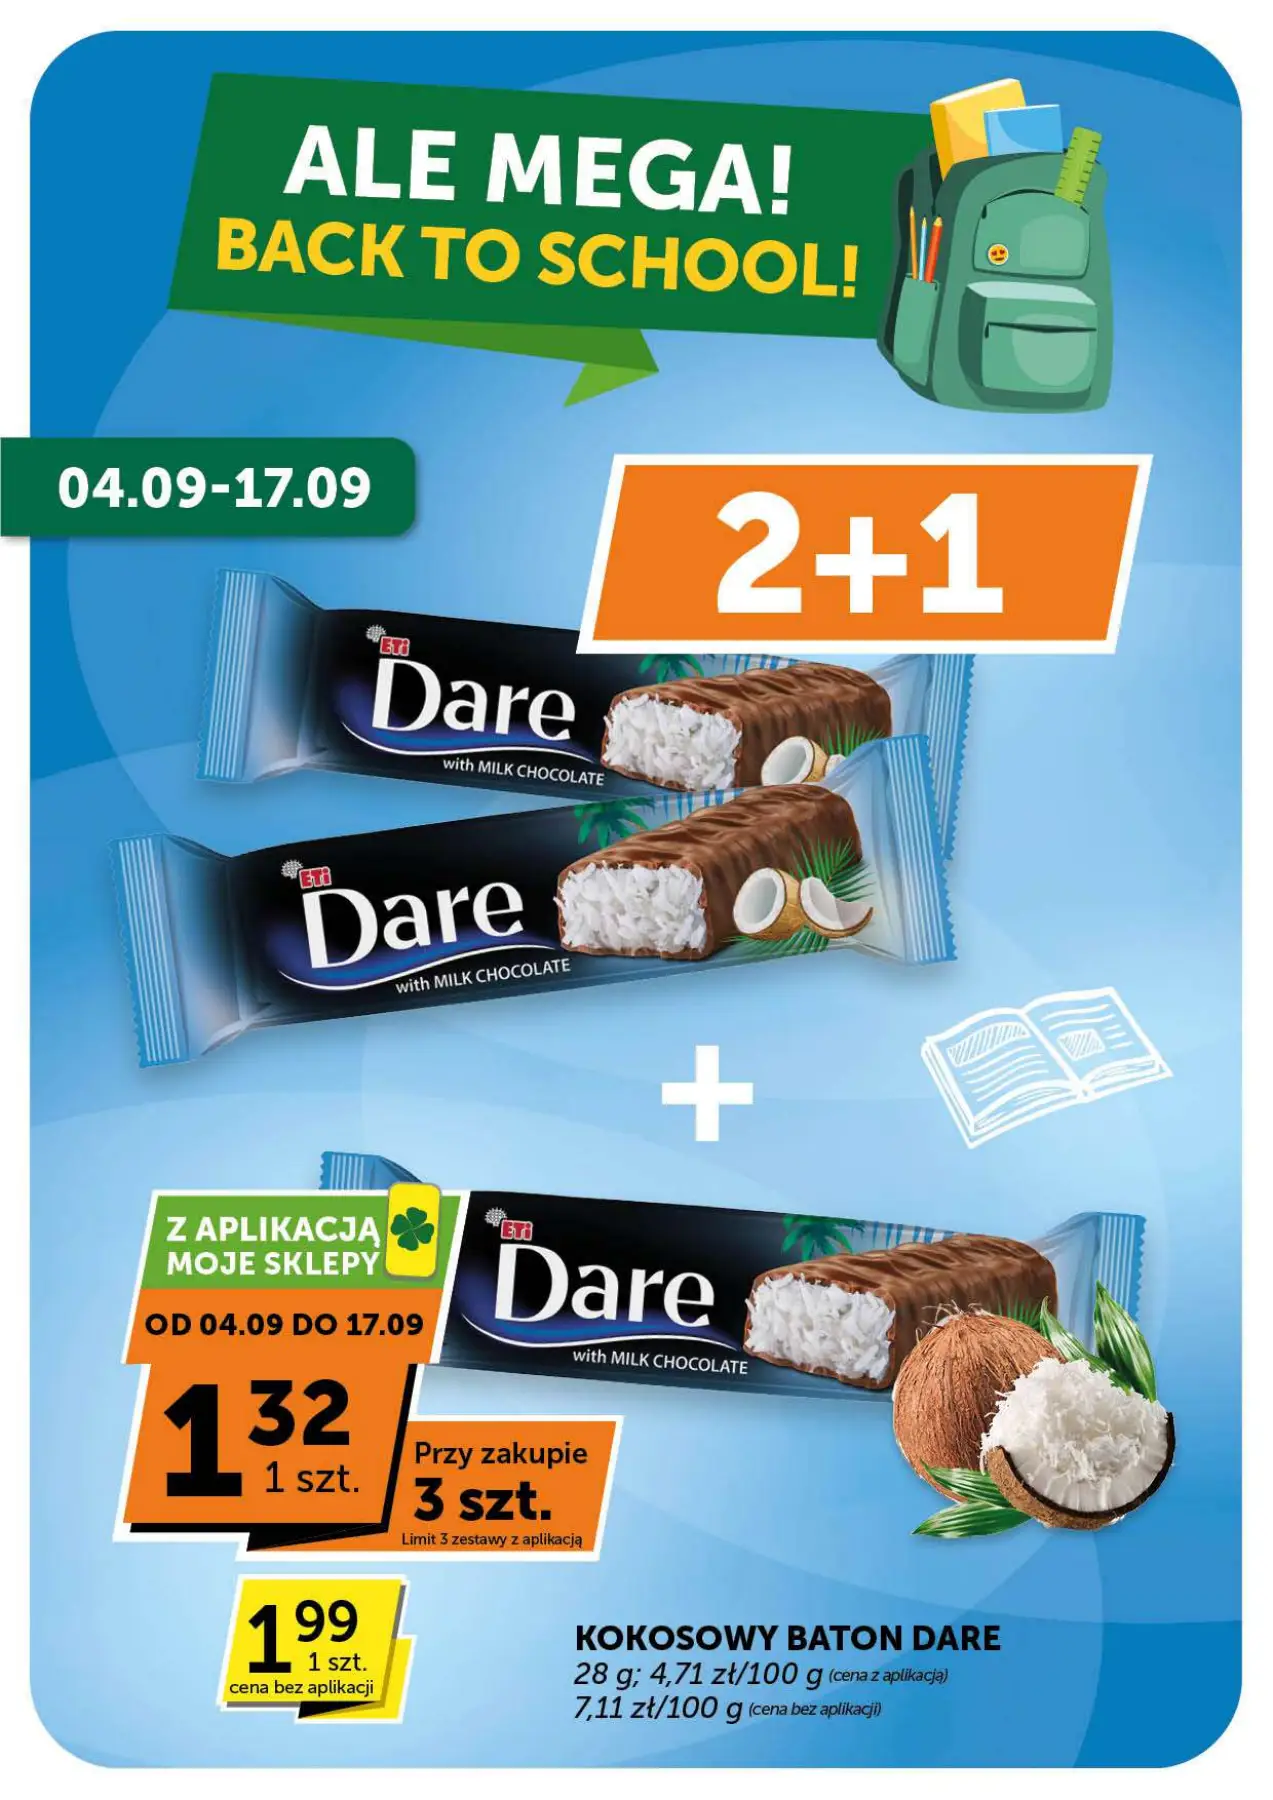 ALE MEGA!
BACK TO SCHOOL!
04.09-17.09
2+1
ETi
Dare
with MILK CHOCOLATE
ETi
Dare
with MILK CHOCOLATE
+
Z APLIKACJĄ
MOJE SKLEPY
OD 04.09 DO 17.09
ETi
Dare
with MILK CHOCOLATE
1 32
1 szt.
Przy zakupie
3 szt.
Limit 3 zestawy z aplikacją
1 99
1 szt.
cena bez aplikacji
KOKOSOWY BATON DARE
28 g; 4,71 zł/100 g (cena z aplikacją)
7,11 zł/100 g (cena bez aplikacji)